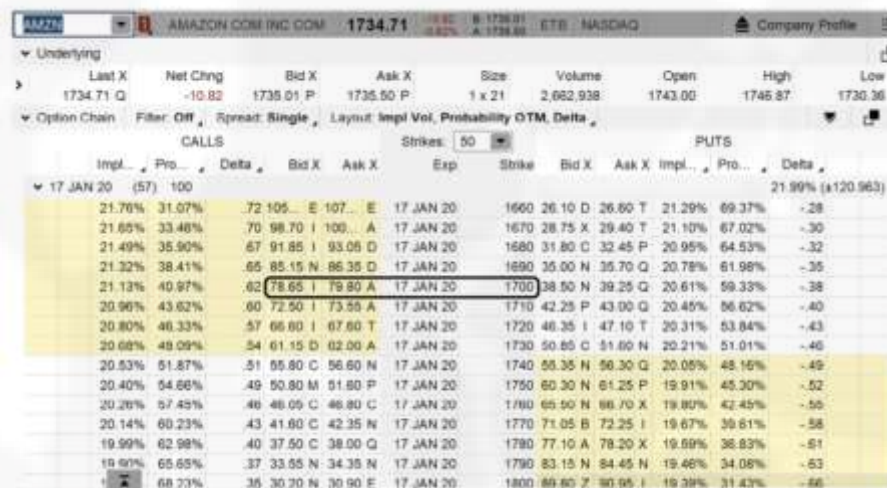 AMZN AMAZON COM INC COM 1734.71 B: 1735.01 ETB NASDAQ Company Profile
A: 1735.50
Underlying
Last X Net Chng Bid X Ask X Size Volume Open High Low
1734.71 Q -10.82 1735.01 P 1735.50 P 1 x 21 2,662,938 1743.00 1746.87 1730.36
Option Chain Filter: Off Spread: Single Layout: Impl Vol, Probability OTM, Delta
CALLS Strikes: 50 PUTS
Impl... Pro... Delta Bid X Ask X Exp Strike Bid X Ask X Impl... Pro... Delta
17 JAN 20 (57) 100 21.99% (±120.963)
21.76% 31.07% .72 105... E 107... E 17 JAN 20 1660 26.10 D 26.60 T 21.29% 69.37% -.28
21.65% 33.46% .70 98.70 I 100... A 17 JAN 20 1670 28.75 X 29.40 T 21.10% 67.02% -.30
21.49% 35.90% .67 91.85 I 93.05 D 17 JAN 20 1680 31.80 C 32.45 P 20.95% 64.53% -.32
21.32% 38.41% .65 85.15 N 86.35 D 17 JAN 20 1690 35.00 N 35.70 Q 20.78% 61.98% -.35
21.13% 40.97% .62 78.65 I 79.80 A 17 JAN 20 1700 38.50 N 39.25 Q 20.61% 59.33% -.38
20.96% 43.62% .60 72.50 I 73.55 A 17 JAN 20 1710 42.25 P 43.00 Q 20.45% 56.62% -.40
20.80% 46.33% .57 66.60 I 67.60 T 17 JAN 20 1720 46.35 I 47.10 T 20.31% 53.84% -.43
20.68% 49.09% .54 61.15 D 62.00 A 17 JAN 20 1730 50.85 C 51.60 N 20.21% 51.01% -.46
20.53% 51.87% .51 55.80 C 56.60 N 17 JAN 20 1740 55.35 N 56.30 Q 20.05% 48.16% -.49
20.40% 54.66% .49 50.80 M 51.60 P 17 JAN 20 1750 60.30 N 61.25 P 19.91% 45.30% -.52
20.26% 57.45% .46 46.05 C 46.80 C 17 JAN 20 1760 65.50 N 66.70 X 19.80% 42.45% -.55
20.14% 60.23% .43 41.60 C 42.35 N 17 JAN 20 1770 71.05 B 72.25 I 19.67% 39.61% -.58
19.99% 62.98% .40 37.50 C 38.00 Q 17 JAN 20 1780 77.10 A 78.20 X 19.59% 36.83% -.61
19.90% 65.65% .37 33.55 N 34.35 N 17 JAN 20 1790 83.15 N 84.45 N 19.46% 34.08% -.63
68.23% .35 30.20 N 30.90 E 17 JAN 20 1800 89.80 Z 90.95 I 19.39% 31.43% -.66